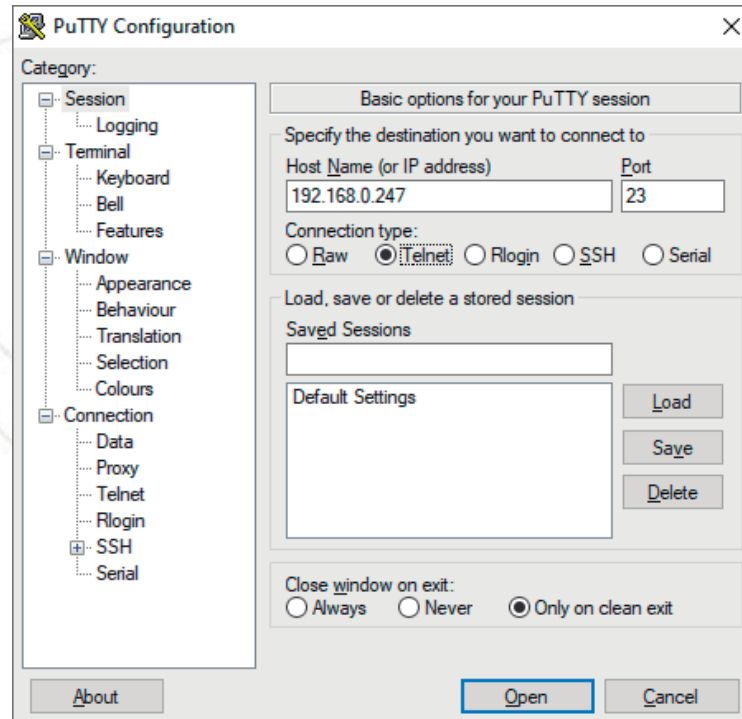 PuTTY Configuration
Category:
Session
Logging
Terminal
Keyboard
Bell
Features
Window
Appearance
Behaviour
Translation
Selection
Colours
Connection
Data
Proxy
Telnet
Rlogin
SSH
Serial
Basic options for your PuTTY session
Specify the destination you want to connect to
Host Name (or IP address) Port
192.168.0.247 23
Connection type:
Raw Telnet Rlogin SSH Serial
Load, save or delete a stored session
Saved Sessions
Default Settings
Load
Save
Delete
Close window on exit:
Always Never Only on clean exit
About Open Cancel